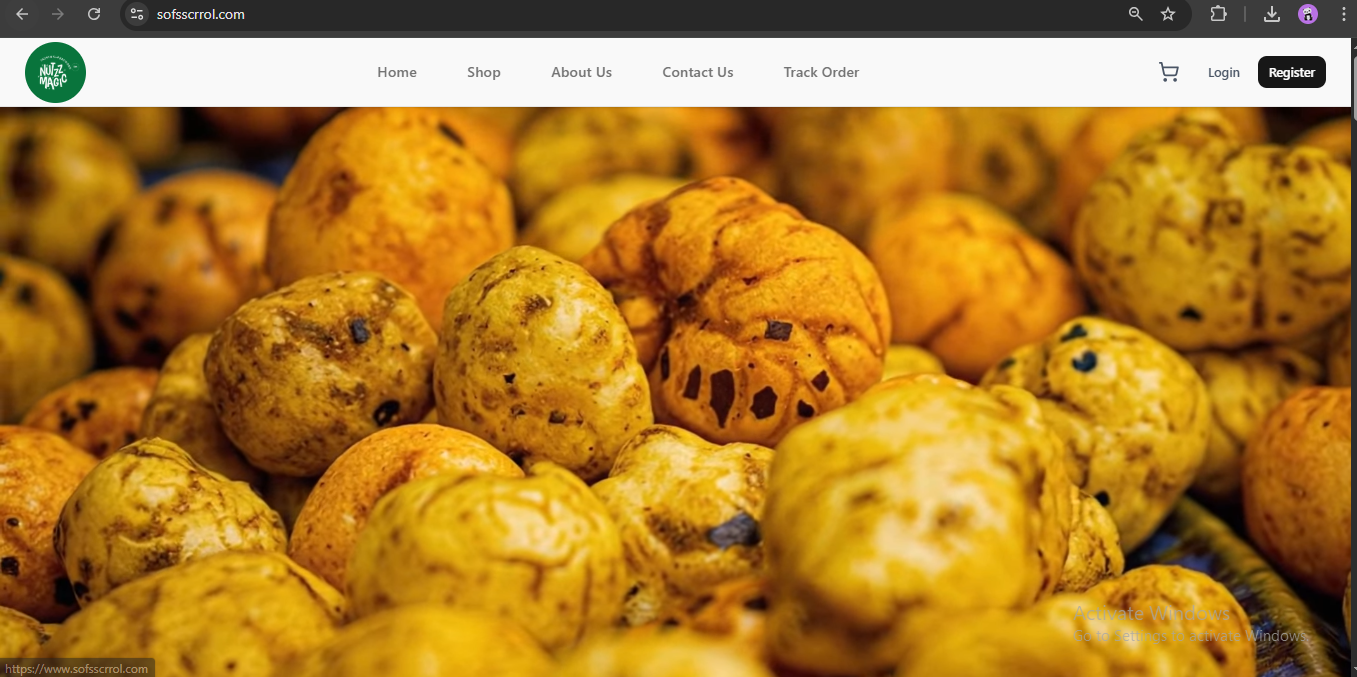 sofsscrrol.com
NUTZZ
MAGIC
Home Shop About Us Contact Us Track Order Login Register
Activate Windows
Go to Settings to activate Windows.
https://www.sofsscrrol.com